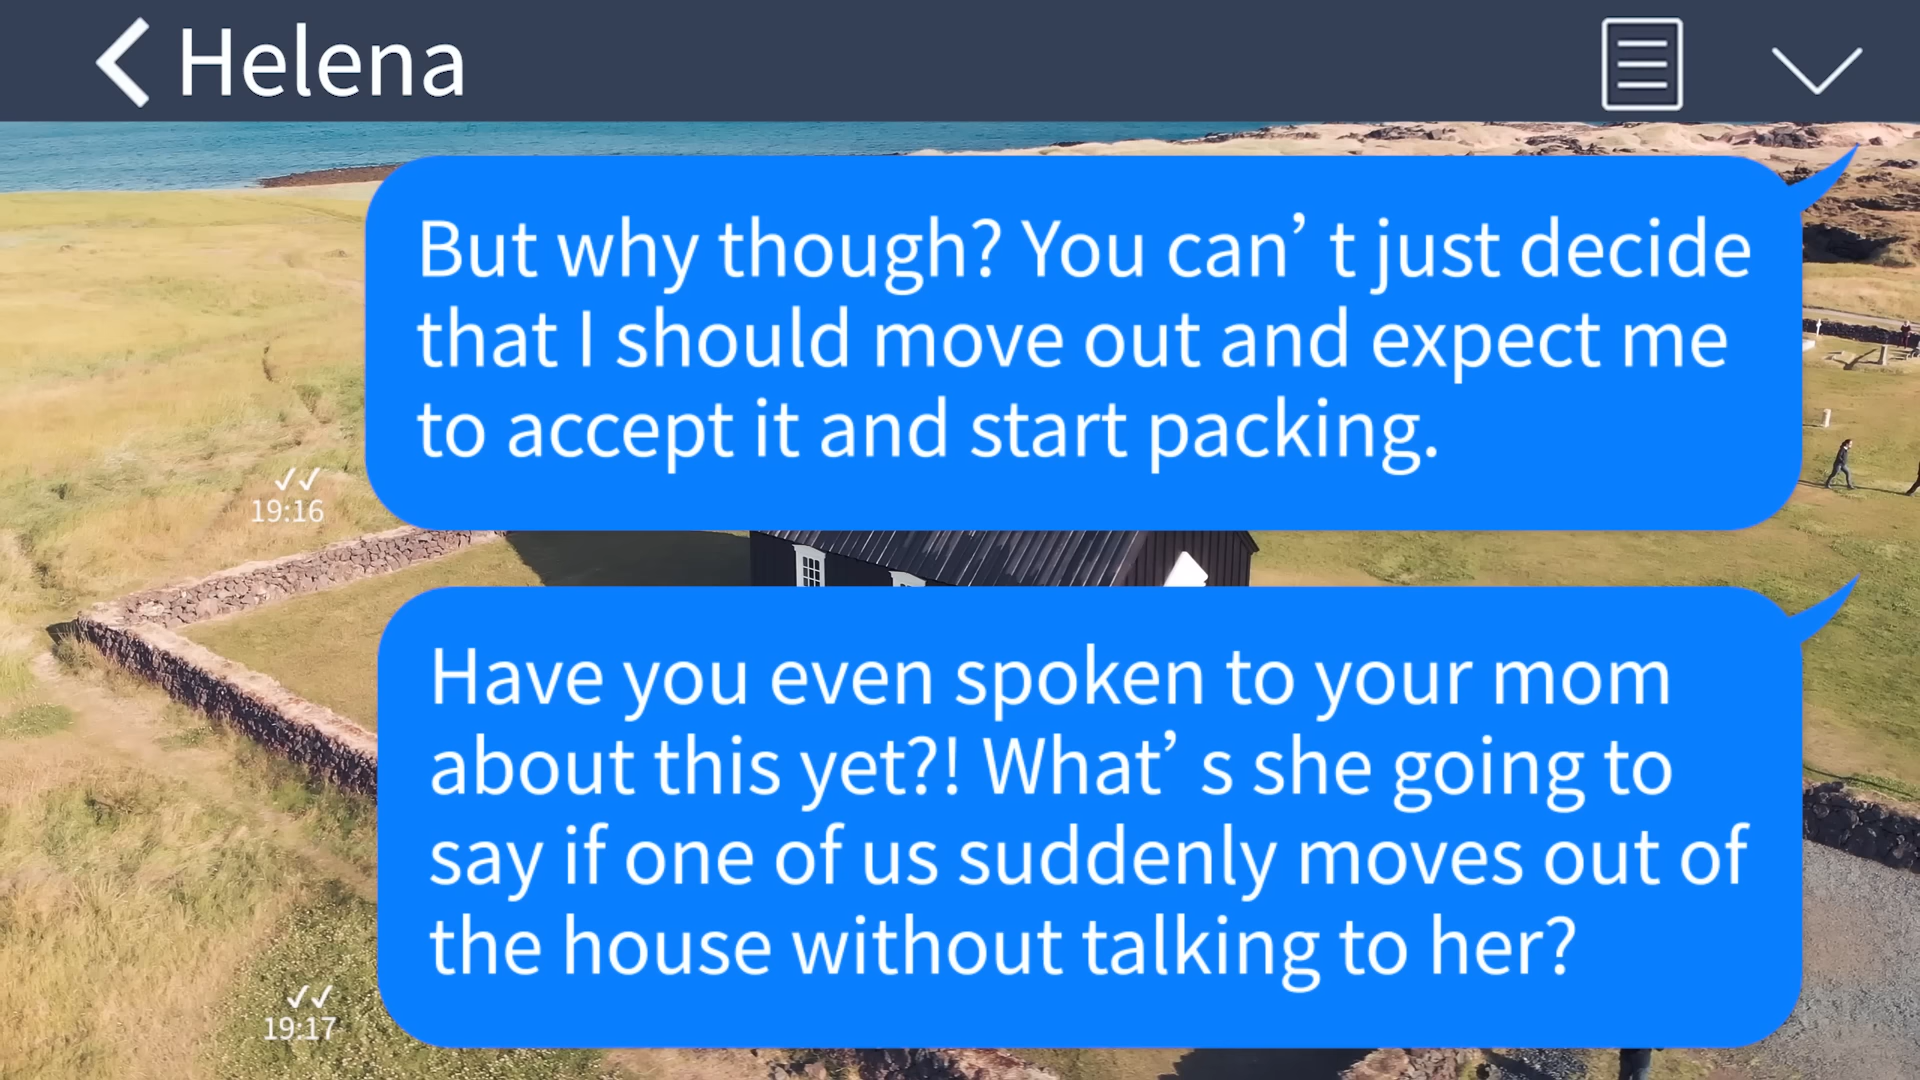 Helena
But why though? You can’t just decide
that I should move out and expect me
to accept it and start packing.
19:16
Have you even spoken to your mom
about this yet?! What’s she going to
say if one of us suddenly moves out of
the house without talking to her?
19:17